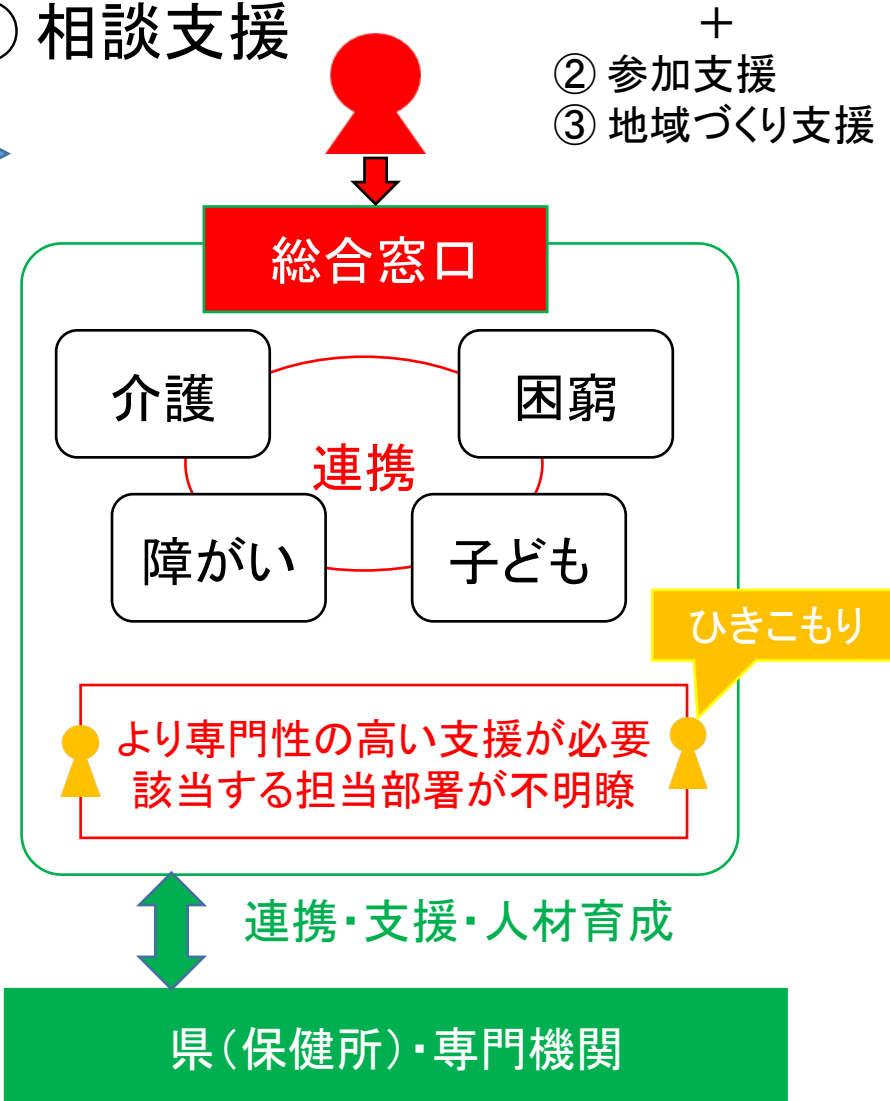 相談支援
+
② 参加支援
③ 地域づくり支援
総合窓口
介護
困窮
連携
障がい
子ども
ひきこもり
より専門性の高い支援が必要
該当する担当部署が不明瞭
連携・支援・人材育成
県(保健所)・専門機関